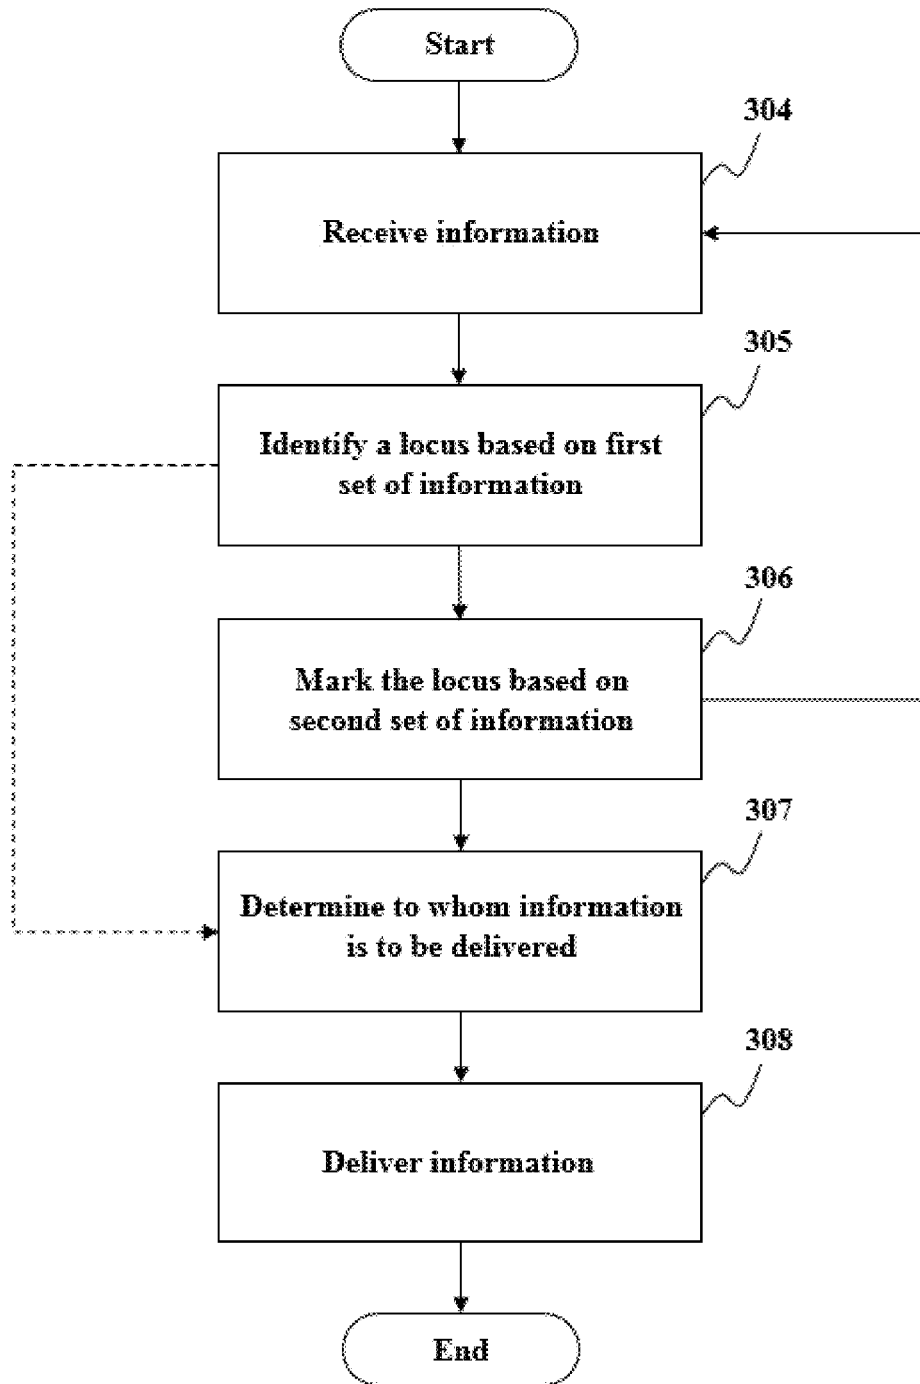 Start
304
Receive information
305
Identify a locus based on first
set of information
306
Mark the locus based on
second set of information
307
Determine to whom information
is to be delivered
308
Deliver information
End